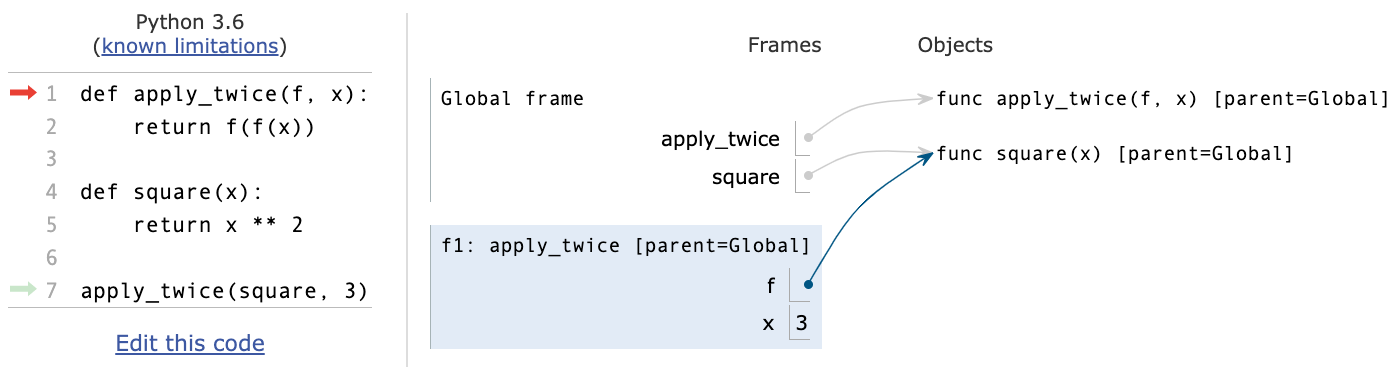 Python 3.6
(known limitations)
1 def apply_twice(f, x):
2     return f(f(x))
3
4 def square(x):
5     return x ** 2
6
7 apply_twice(square, 3)
Edit this code
Frames
Objects
Global frame
apply_twice
square
func apply_twice(f, x) [parent=Global]
func square(x) [parent=Global]
f1: apply_twice [parent=Global]
f
x 3